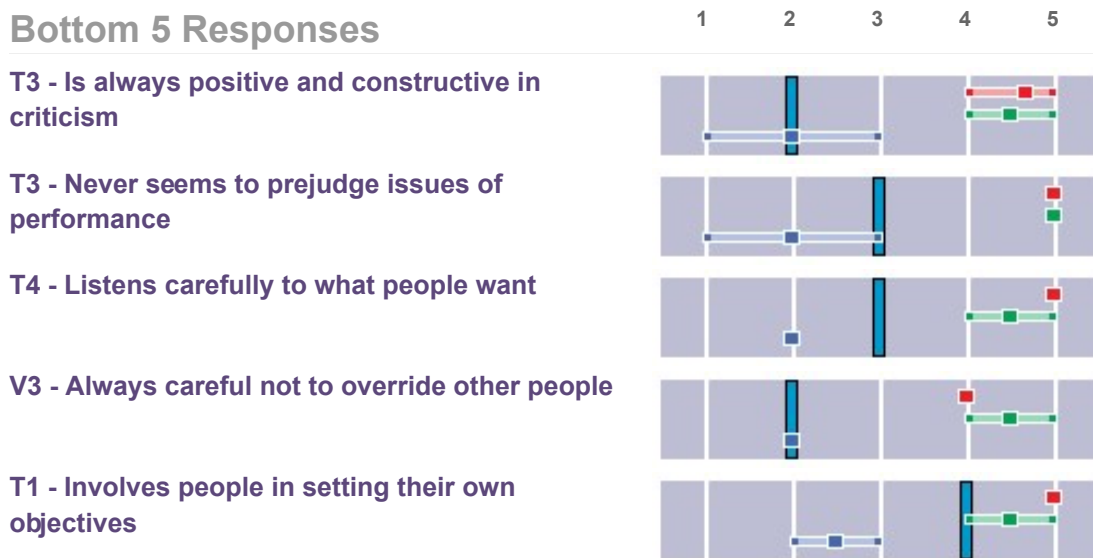 Bottom 5 Responses
1 2 3 4 5
T3 - Is always positive and constructive in
criticism
T3 - Never seems to prejudge issues of
performance
T4 - Listens carefully to what people want
V3 - Always careful not to override other people
T1 - Involves people in setting their own
objectives